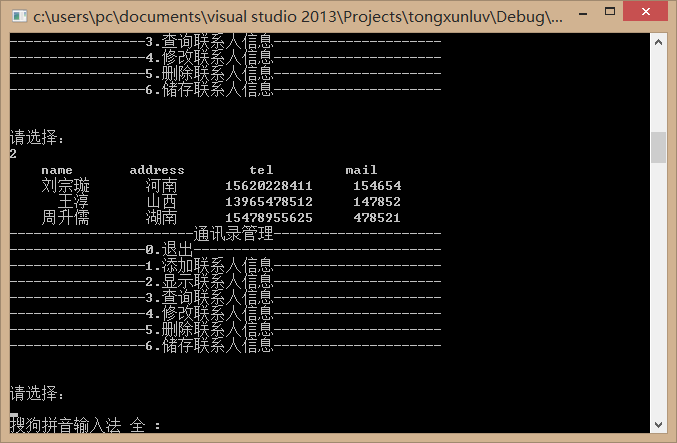 c:\users\pc\documents\visual studio 2013\Projects\tongxunluv\Debug\...
-----------------3.查询联系人信息---------------------
-----------------4.修改联系人信息---------------------
-----------------5.删除联系人信息---------------------
-----------------6.储存联系人信息---------------------
请选择:
2
name address tel mail
刘宗璇 河南 15620228411 154654
王淳 山西 13965478512 147852
周升儒 湖南 15478955625 478521
-----------------------通讯录管理---------------------
-----------------0.退出-------------------------------
-----------------1.添加联系人信息---------------------
-----------------2.显示联系人信息---------------------
-----------------3.查询联系人信息---------------------
-----------------4.修改联系人信息---------------------
-----------------5.删除联系人信息---------------------
-----------------6.储存联系人信息---------------------
请选择:
搜狗拼音输入法 全 :